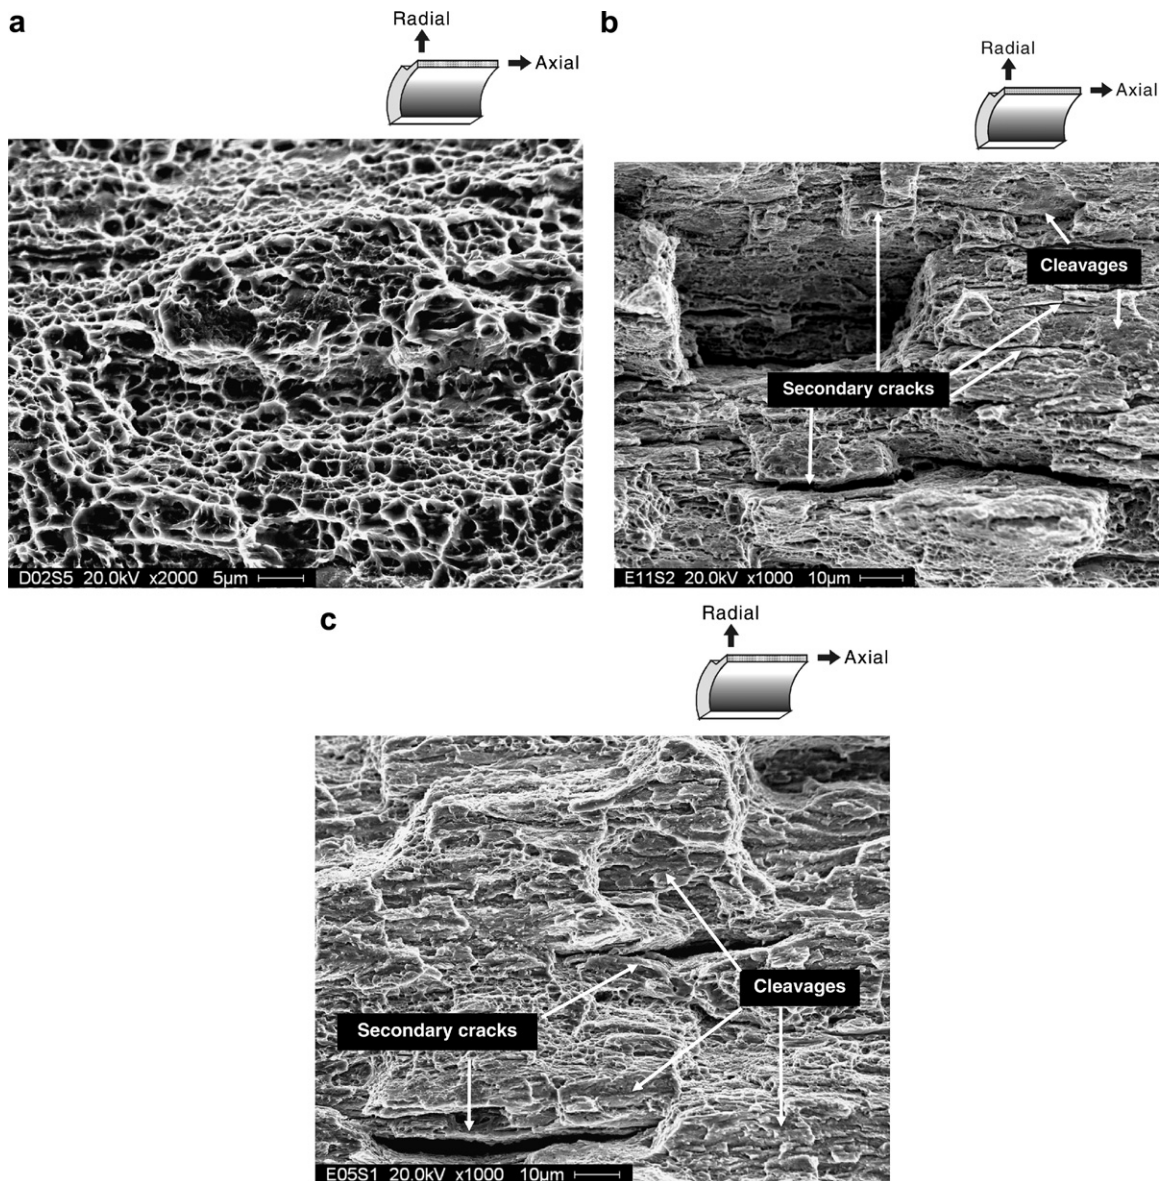 a
Radial
Axial
D02S5 20.0kV x2000 5μm
b
Radial
Axial
Cleavages
Secondary cracks
E11S2 20.0kV x1000 10μm
c
Radial
Axial
Cleavages
Secondary cracks
E05S1 20.0kV x1000 10μm